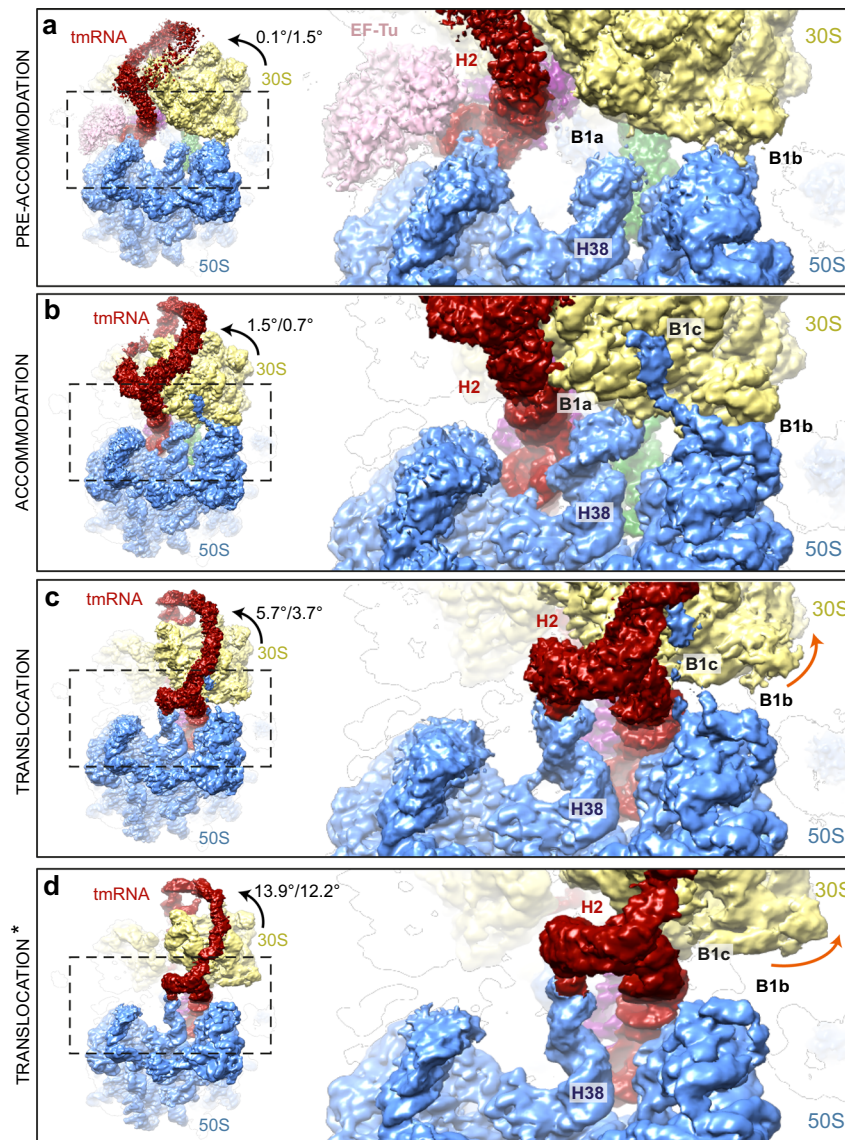 a
tmRNA
0.1°/1.5°
30S
50S
PRE-ACCOMMODATION
EF-Tu
H2
30S
B1a
B1b
H38
50S
b
tmRNA
1.5°/0.7°
30S
50S
ACCOMMODATION
B1c
30S
H2
B1a
B1b
H38
50S
c
tmRNA
5.7°/3.7°
30S
50S
TRANSLOCATION
H2
30S
B1c
B1b
H38
50S
d
tmRNA
13.9°/12.2°
30S
50S
TRANSLOCATION*
H2
30S
B1c
B1b
H38
50S